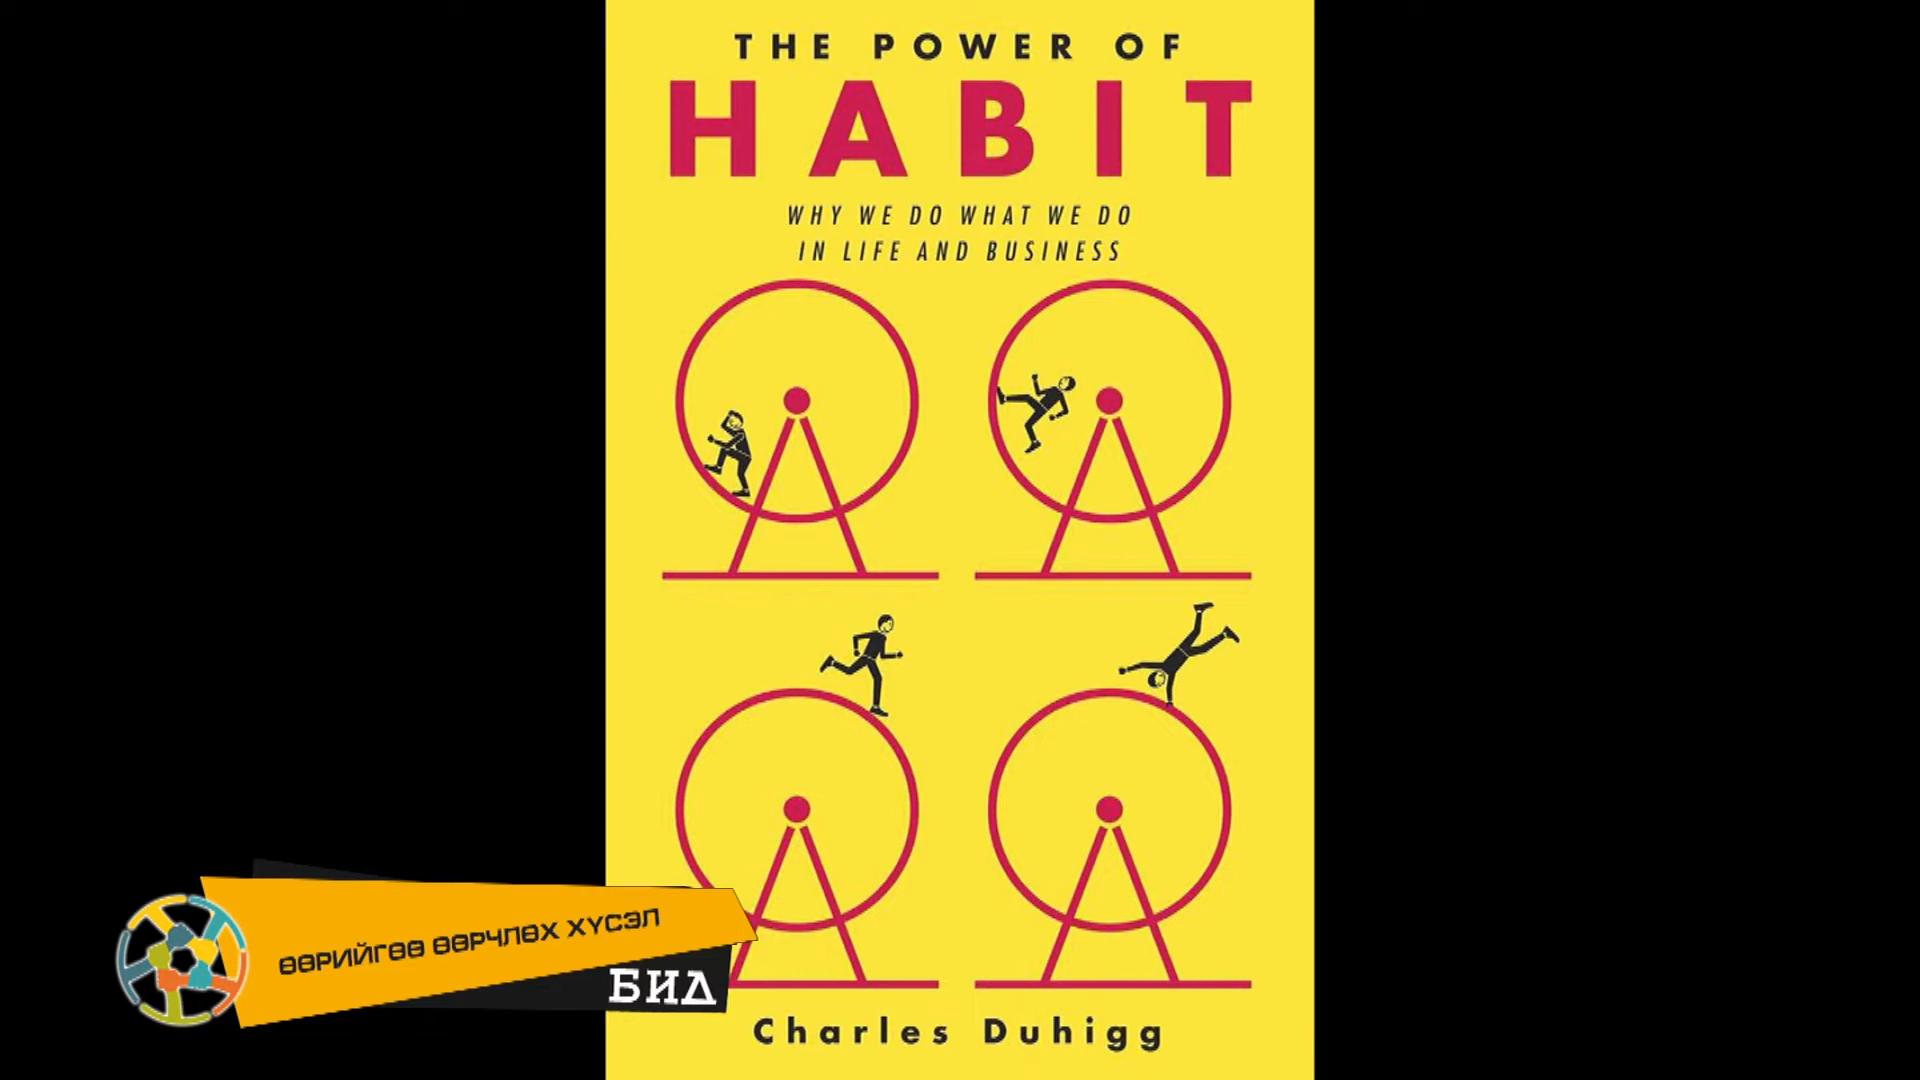 THE POWER OF
HABIT
WHY WE DO WHAT WE DO
IN LIFE AND BUSINESS
ӨӨРИЙГӨӨ ӨӨРЧЛӨХ ХҮСЭЛ
БИД
Charles Duhigg